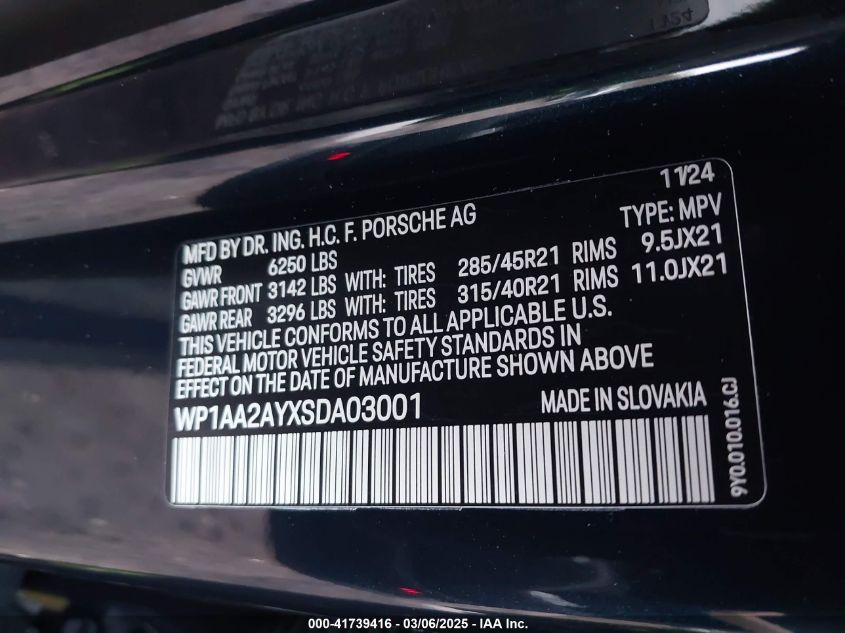 11/24
MFD BY DR. ING. H.C. F. PORSCHE AG
TYPE: MPV
GVWR 6250 LBS
GAWR FRONT 3142 LBS WITH: TIRES 285/45R21 RIMS 9.5JX21
GAWR REAR 3296 LBS WITH: TIRES 315/40R21 RIMS 11.0JX21
THIS VEHICLE CONFORMS TO ALL APPLICABLE U.S.
FEDERAL MOTOR VEHICLE SAFETY STANDARDS IN
EFFECT ON THE DATE OF MANUFACTURE SHOWN ABOVE
WP1AA2AYXSDA03001 MADE IN SLOVAKIA
9Y0.010.016.CJ
000-41739416 - 03/06/2025 - IAA Inc.